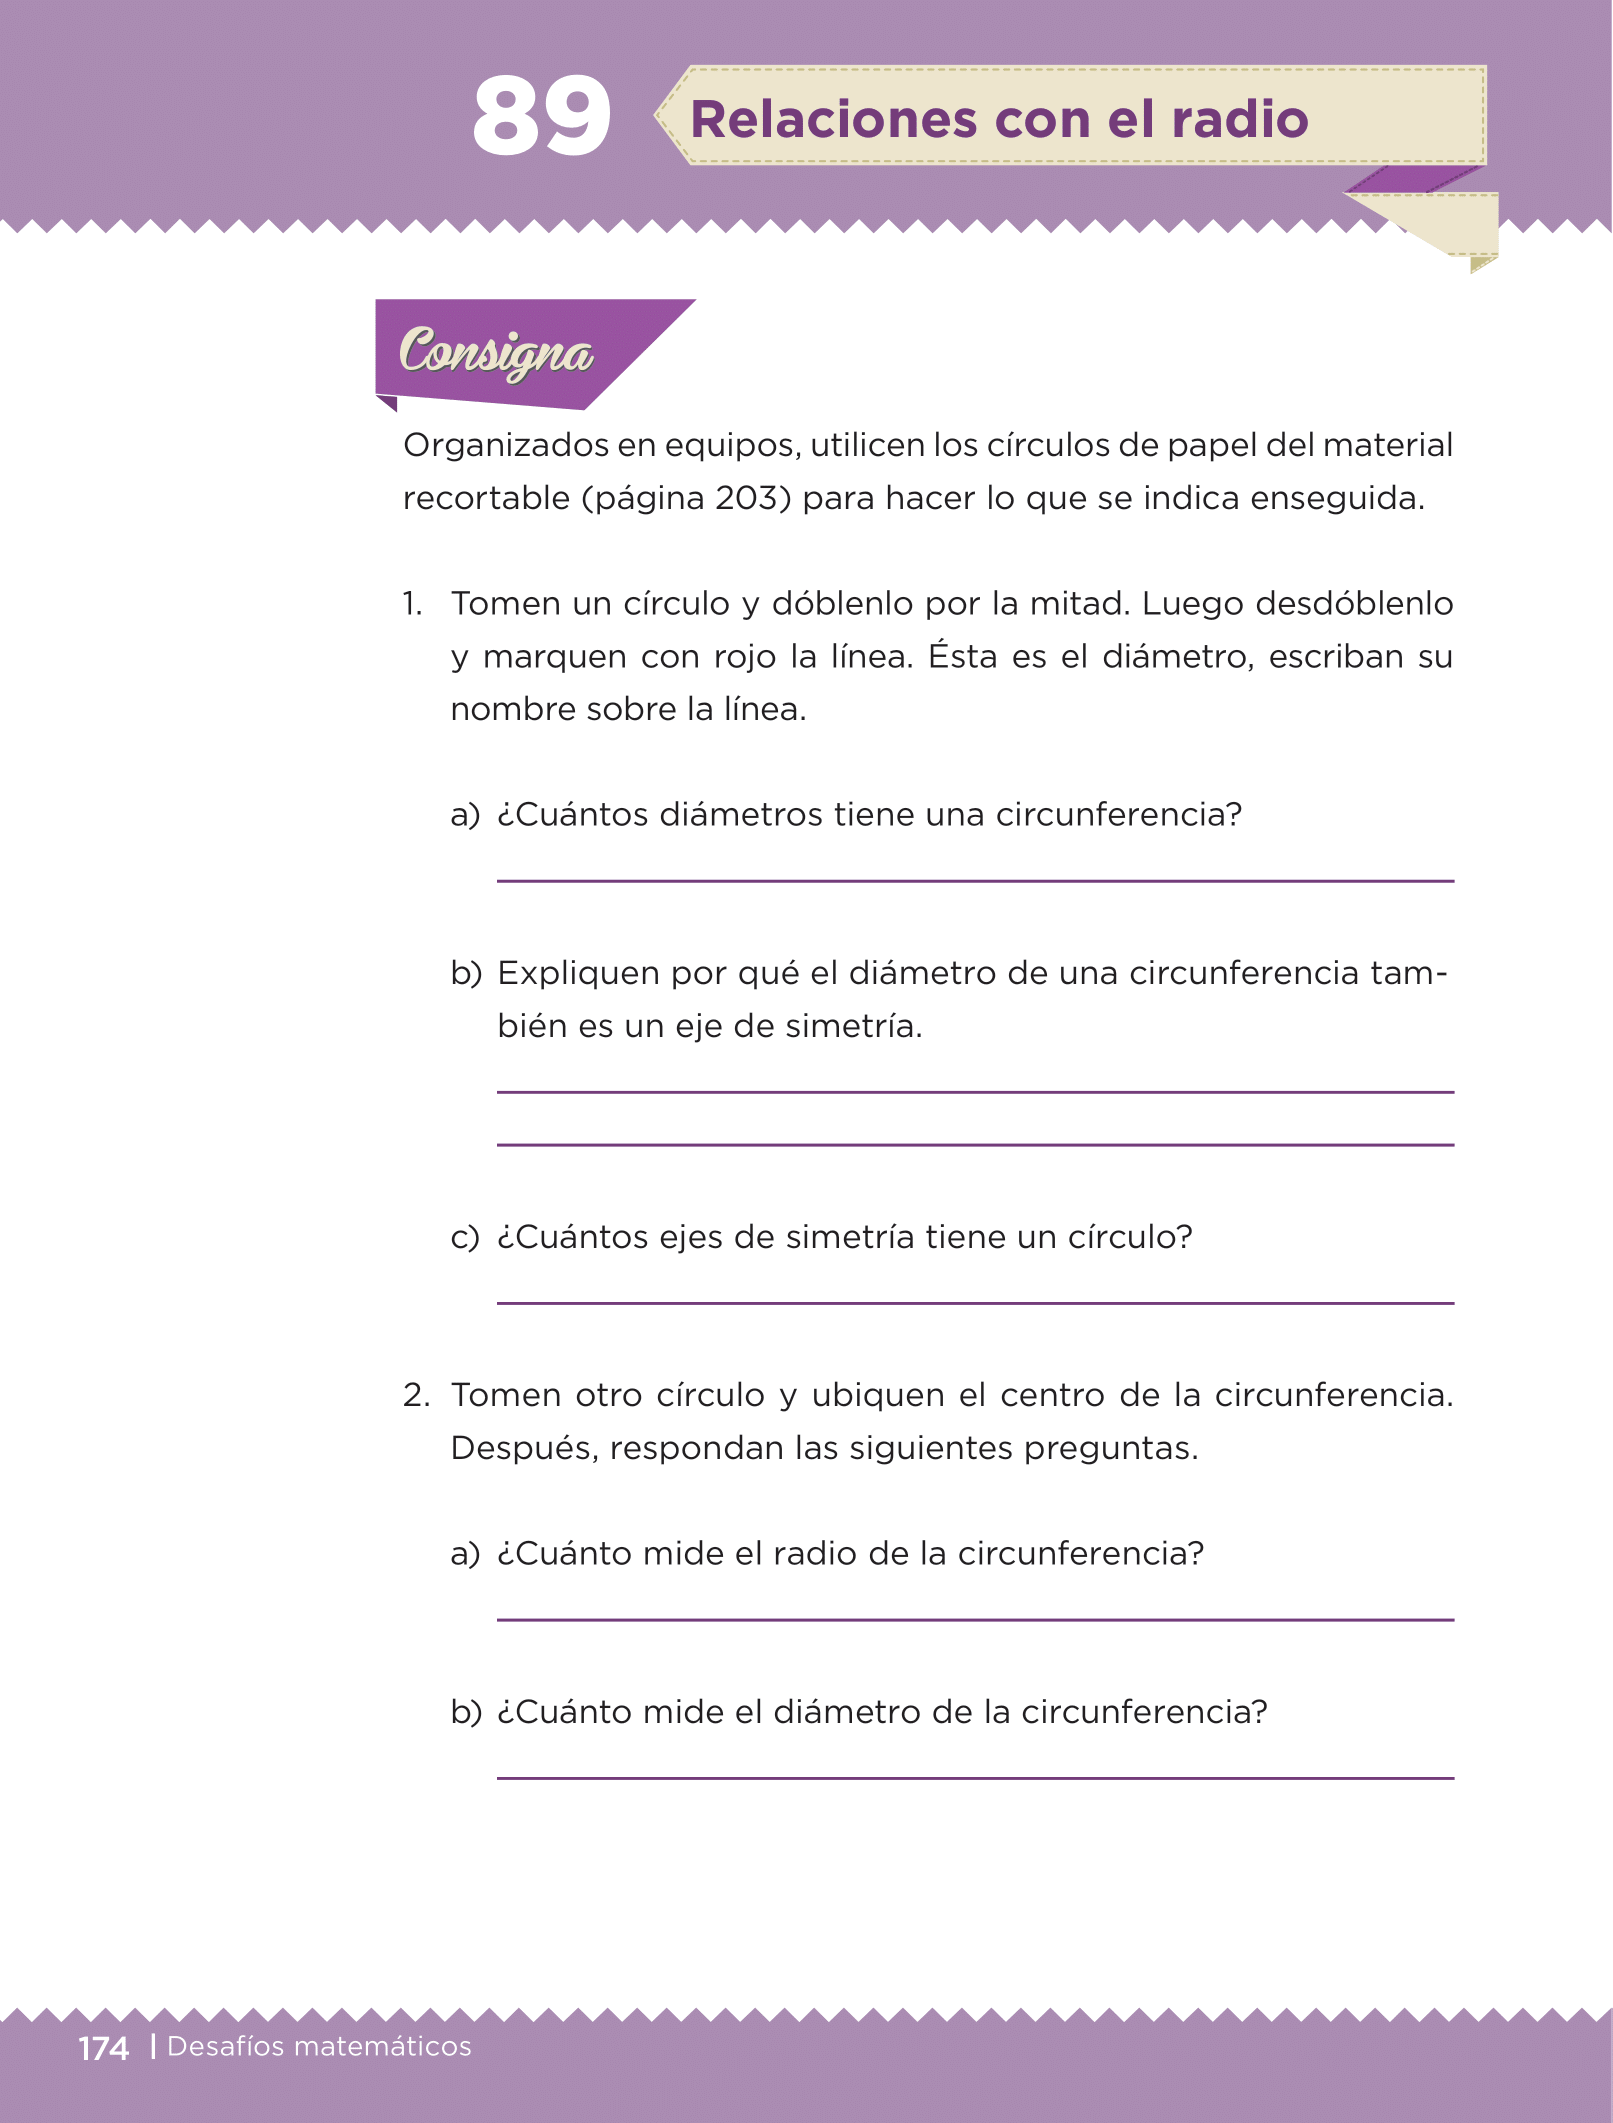 89
Relaciones con el radio
Consigna
Organizados en equipos, utilicen los círculos de papel del material
recortable (página 203) para hacer lo que se indica enseguida.
1. Tomen un círculo y dóblenlo por la mitad. Luego desdóblenlo
y marquen con rojo la línea. Ésta es el diámetro, escriban su
nombre sobre la línea.
a) ¿Cuántos diámetros tiene una circunferencia?
b) Expliquen por qué el diámetro de una circunferencia tam-
bién es un eje de simetría.
c) ¿Cuántos ejes de simetría tiene un círculo?
2. Tomen otro círculo y ubiquen el centro de la circunferencia.
Después, respondan las siguientes preguntas.
a) ¿Cuánto mide el radio de la circunferencia?
b) ¿Cuánto mide el diámetro de la circunferencia?
174 | Desafíos matemáticos